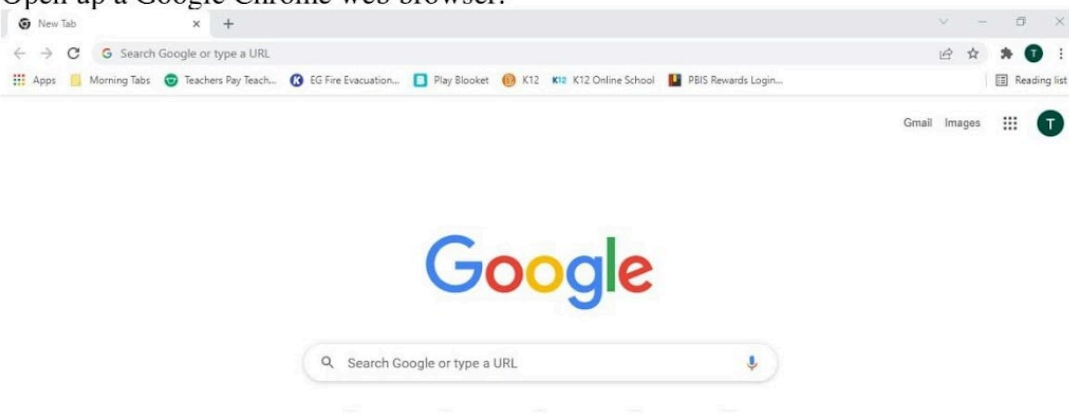 Open up a Google Chrome web browser.
New Tab
Search Google or type a URL
Apps Morning Tabs Teachers Pay Teach... EG Fire Evacuation... Play Blooket K12 K12 K12 Online School PBIS Rewards Login... Reading list
Gmail Images T
Google
Search Google or type a URL